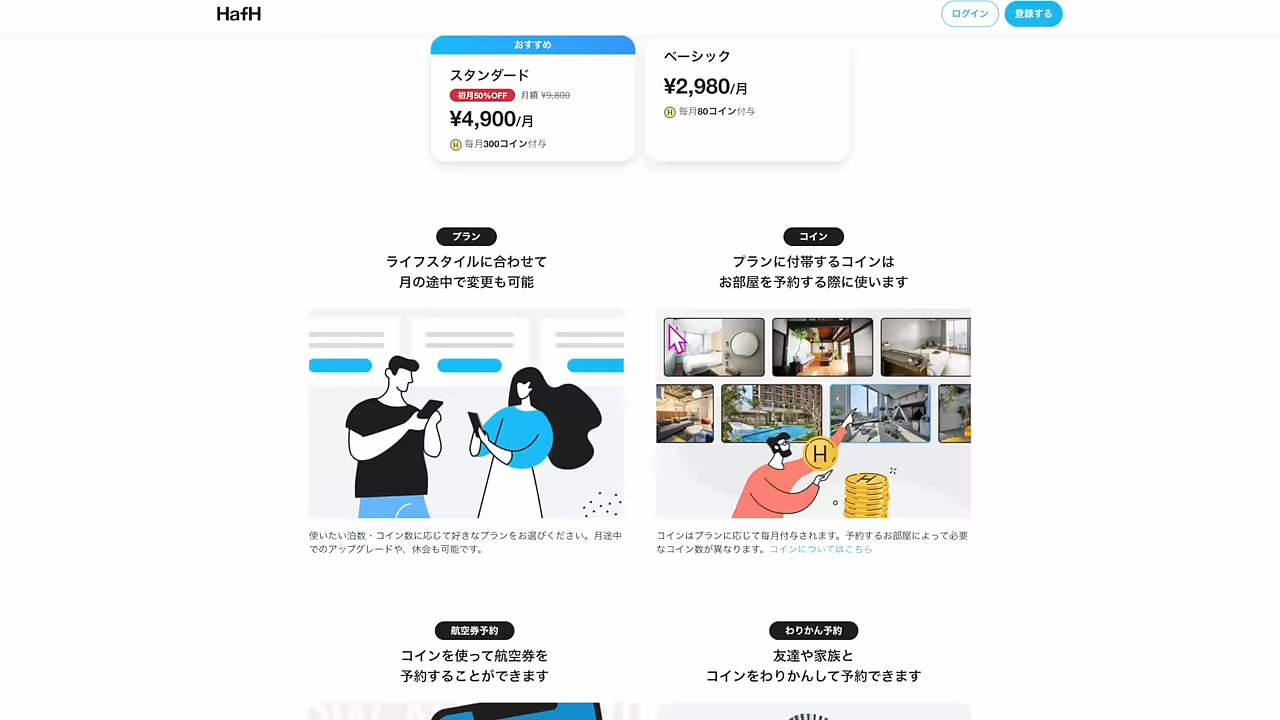 HafH
ログイン
登録する
おすすめ
スタンダード
初月50%OFF 月額 ¥9,800
¥4,900/月
毎月300コイン付与
ベーシック
¥2,980/月
毎月80コイン付与
プラン
ライフスタイルに合わせて
月の途中で変更も可能
使いたい泊数・コイン数に応じて好きなプランをお選びください。月途中
でのアップグレードや、休会も可能です。
コイン
プランに付帯するコインは
お部屋を予約する際に使います
H
H
コインはプランに応じて毎月付与されます。予約するお部屋によって必要
なコイン数が異なります。コインについてはこちら
航空券予約
コインを使って航空券を
予約することができます
わりかん予約
友達や家族と
コインをわりかんして予約できます